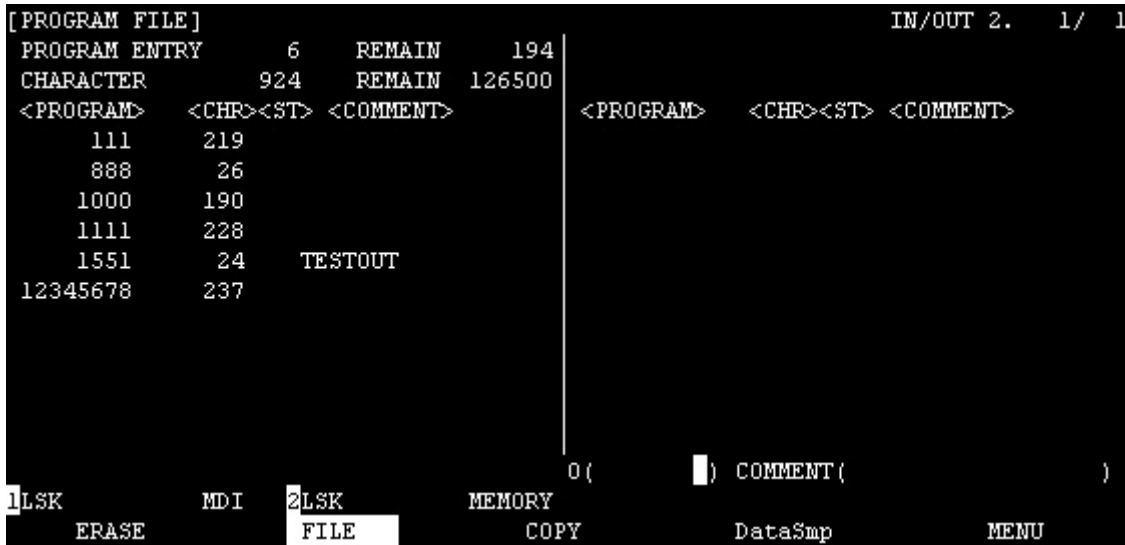 [PROGRAM FILE] IN/OUT 2. 1/ 1
PROGRAM ENTRY 6 REMAIN 194
CHARACTER 924 REMAIN 126500
<PROGRAM> <CHR><ST> <COMMENT> <PROGRAM> <CHR><ST> <COMMENT>
111 219
888 26
1000 190
1111 228
1551 24 TESTOUT
12345678 237
O( ) COMMENT( )
1LSK MDI 2LSK MEMORY
ERASE FILE COPY DataSmp MENU